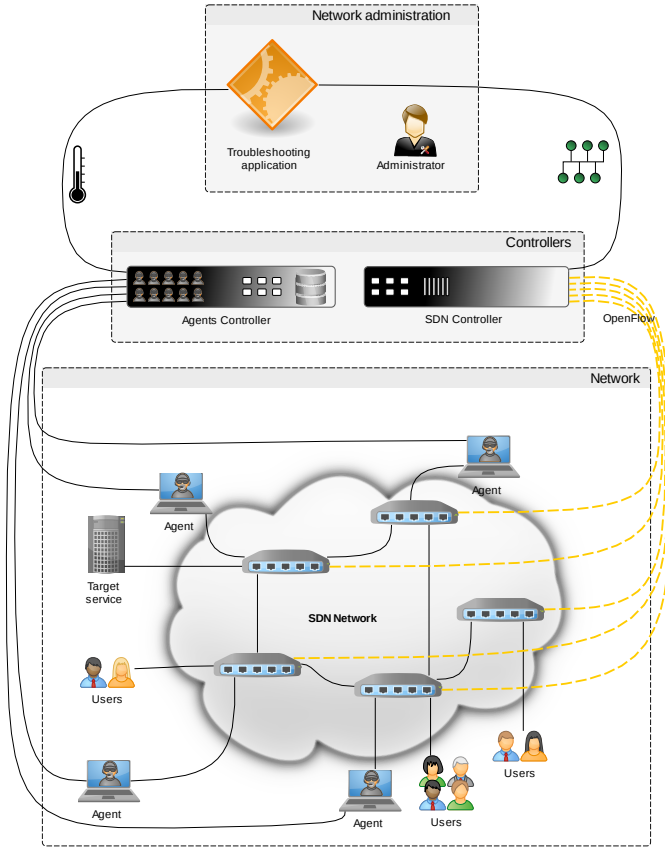 Network administration
Troubleshooting
application
Administrator
Controllers
Agents Controller
SDN Controller
OpenFlow
Network
Agent
Agent
Target
service
SDN Network
Users
Users
Agent
Agent
Users